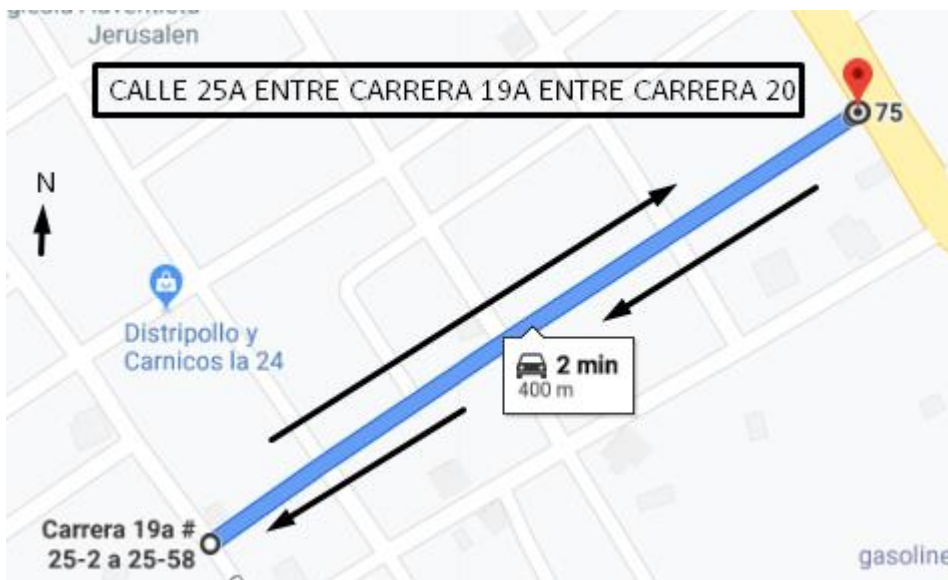 Jerusalen
CALLE 25A ENTRE CARRERA 19A ENTRE CARRERA 20
75
N
Distripollo y
Carnicos la 24
2 min
400 m
Carrera 19a #
25-2 a 25-58
gasoline